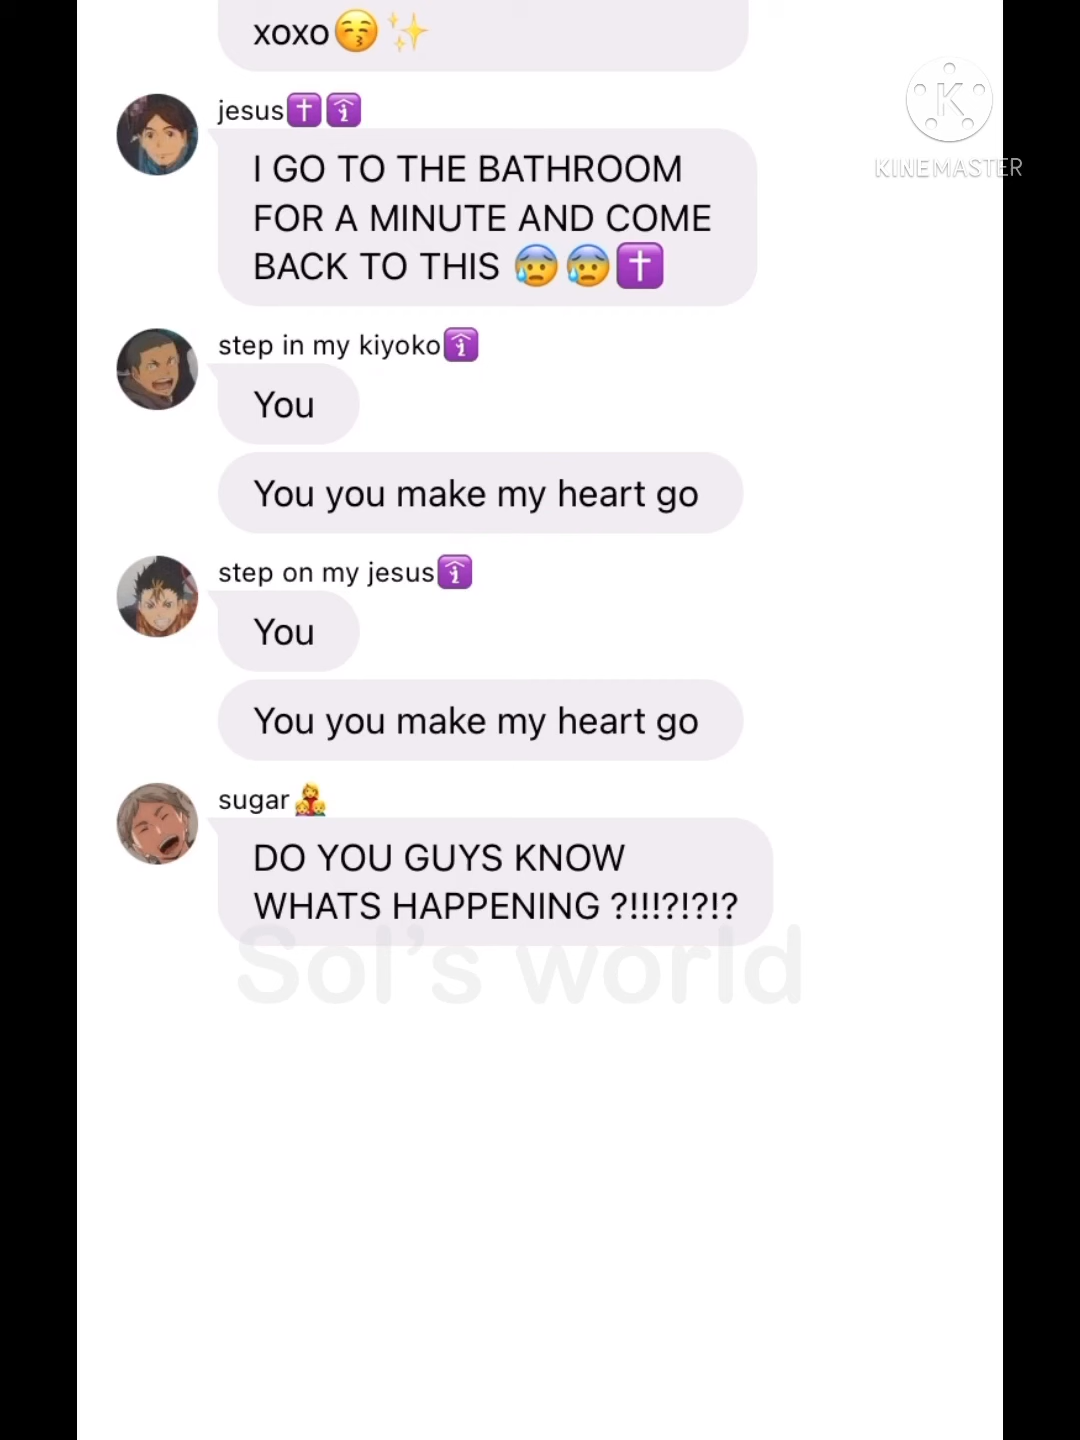 xoxo😚✨
jesus✝️🛐
I GO TO THE BATHROOM
FOR A MINUTE AND COME
BACK TO THIS 😰😰✝️
step in my kiyoko🛐
You
You you make my heart go
step on my jesus🛐
You
You you make my heart go
sugar👩‍👧‍👦
DO YOU GUYS KNOW
WHATS HAPPENING ?!!!?!?!?
Sol’s world
K
KINEMASTER